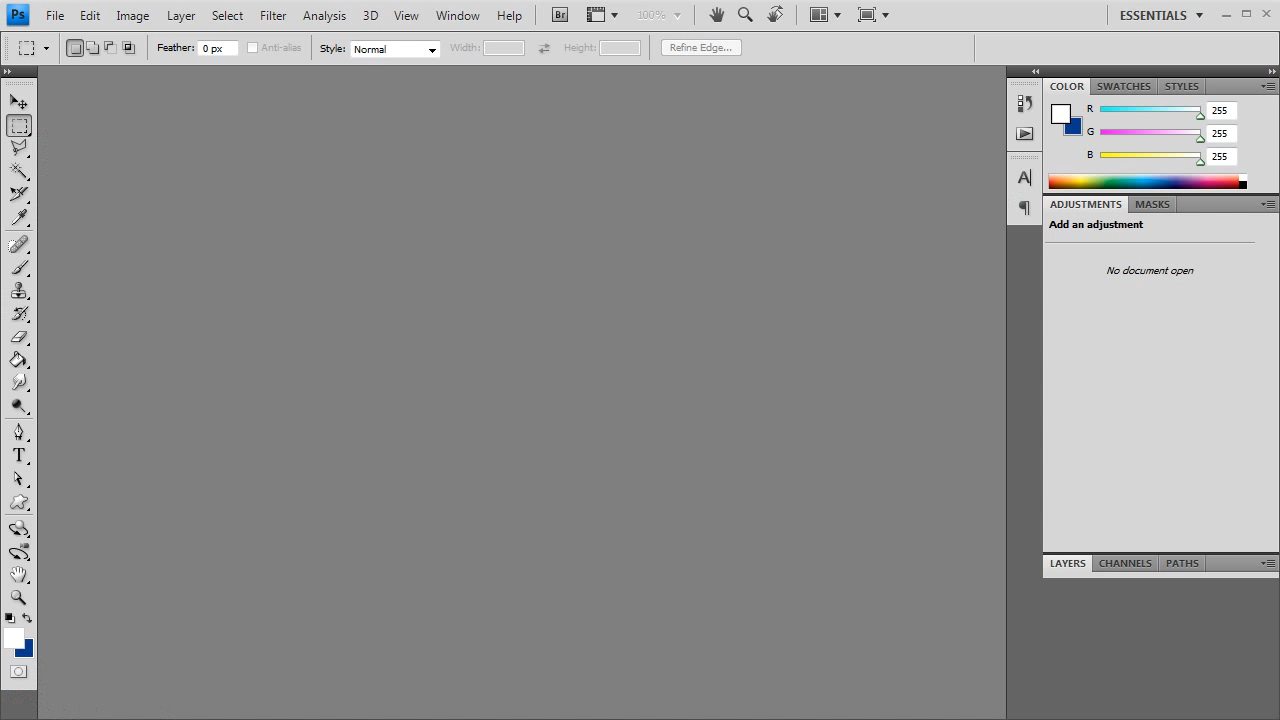 Ps File Edit Image Layer Select Filter Analysis 3D View Window Help Br 100% ESSENTIALS
Feather: 0 px Anti-alias Style: Normal Width: Height: Refine Edge...
COLOR SWATCHES STYLES
R 255
G 255
B 255
ADJUSTMENTS MASKS
Add an adjustment
No document open
LAYERS CHANNELS PATHS